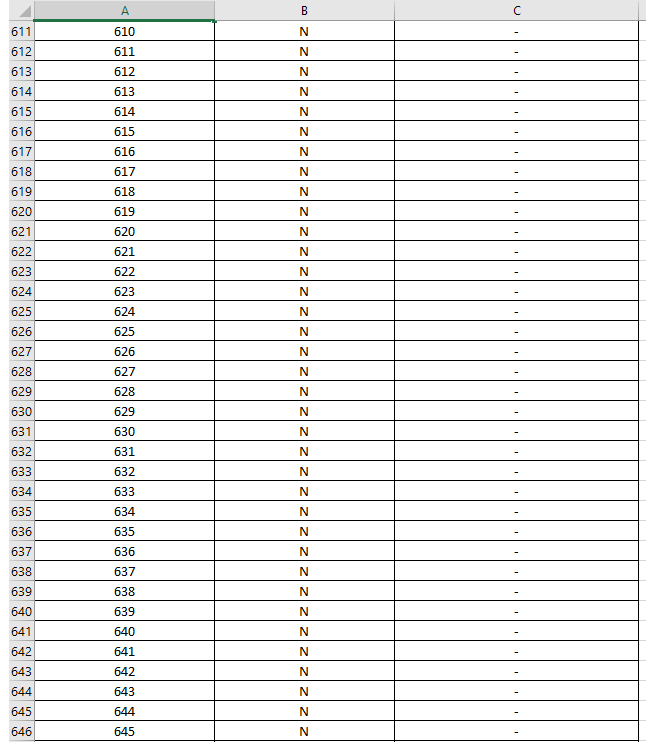 A B C
611 610 N -
612 611 N -
613 612 N -
614 613 N -
615 614 N -
616 615 N -
617 616 N -
618 617 N -
619 618 N -
620 619 N -
621 620 N -
622 621 N -
623 622 N -
624 623 N -
625 624 N -
626 625 N -
627 626 N -
628 627 N -
629 628 N -
630 629 N -
631 630 N -
632 631 N -
633 632 N -
634 633 N -
635 634 N -
636 635 N -
637 636 N -
638 637 N -
639 638 N -
640 639 N -
641 640 N -
642 641 N -
643 642 N -
644 643 N -
645 644 N -
646 645 N -